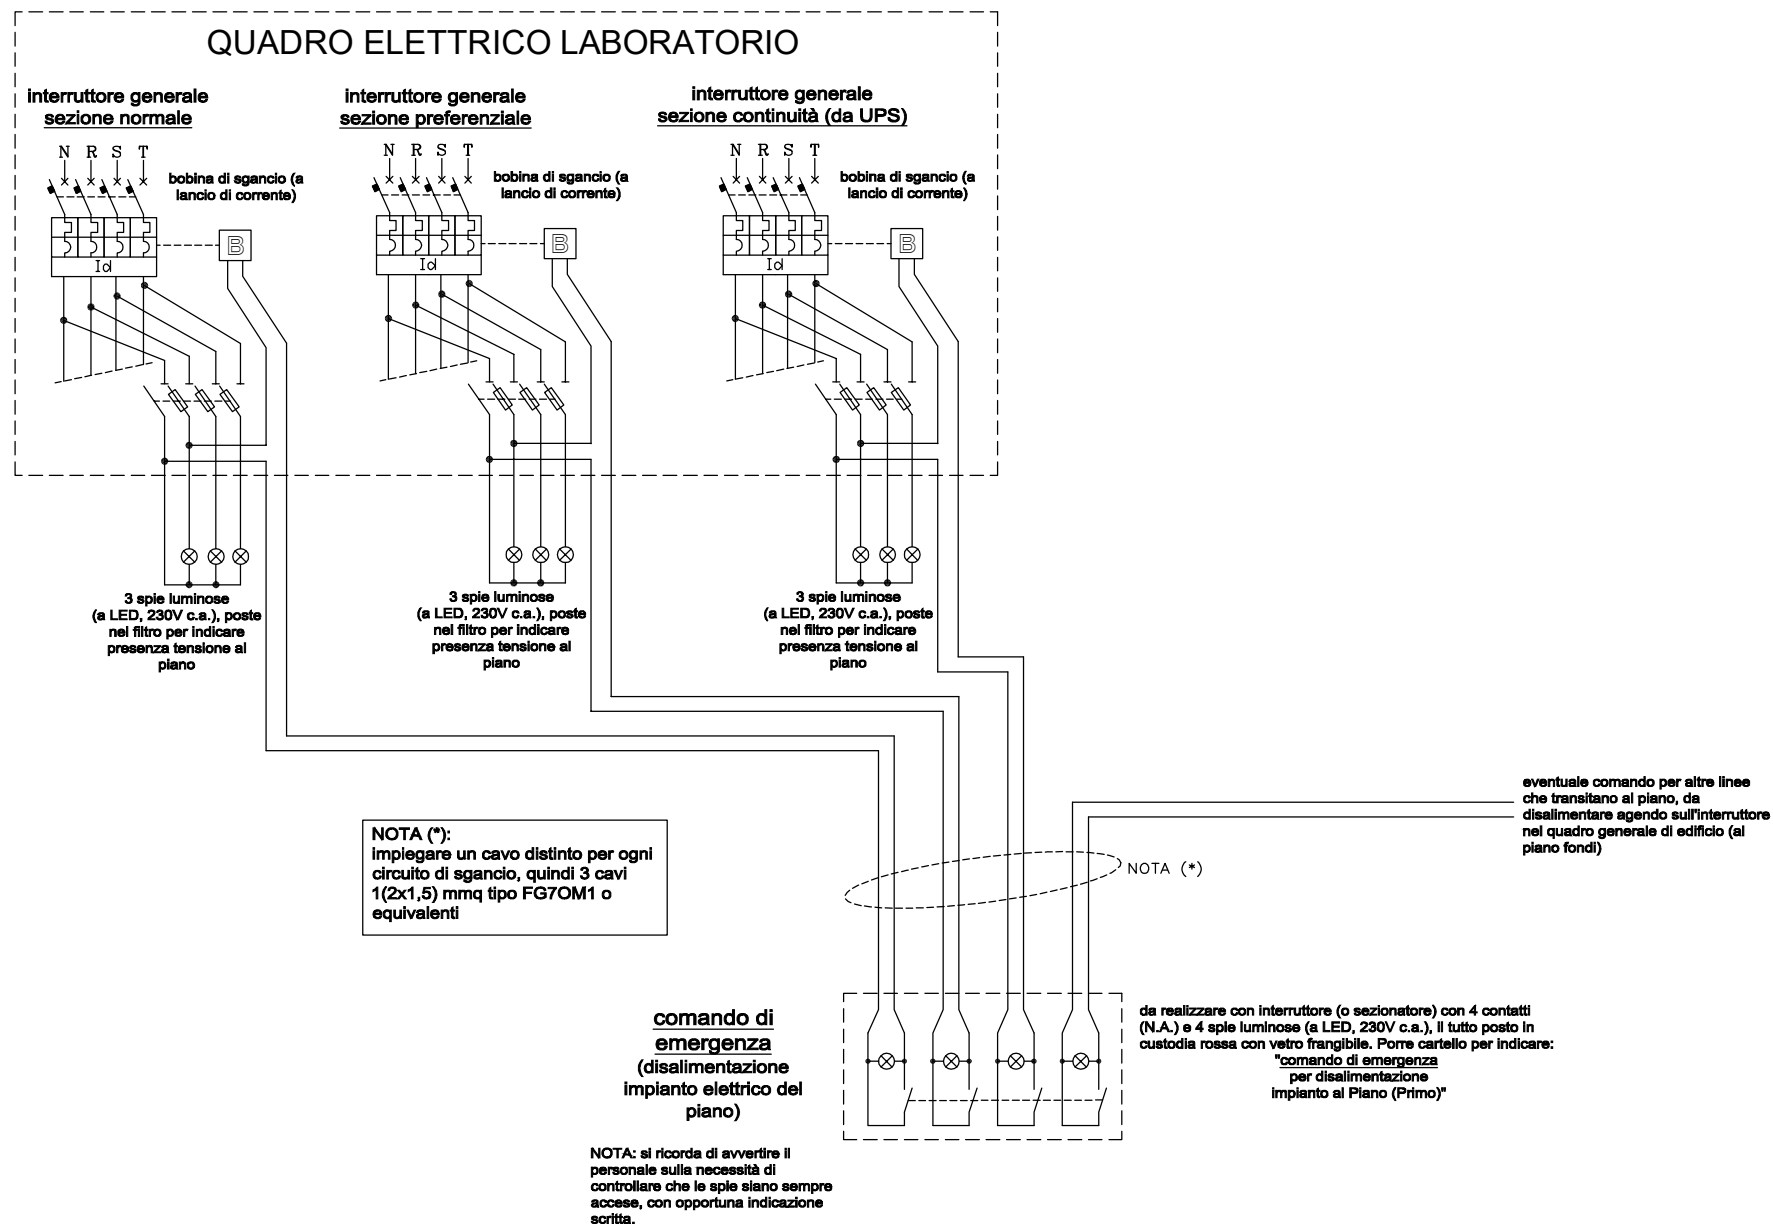 QUADRO ELETTRICO LABORATORIO
interruttore generale
sezione normale
N R S T
bobina di sgancio (a
lancio di corrente)
B
Id
3 spie luminose
(a LED, 230V c.a.), poste
nel filtro per indicare
presenza tensione al
piano
interruttore generale
sezione preferenziale
N R S T
bobina di sgancio (a
lancio di corrente)
B
Id
3 spie luminose
(a LED, 230V c.a.), poste
nel filtro per indicare
presenza tensione al
piano
interruttore generale
sezione continuità (da UPS)
N R S T
bobina di sgancio (a
lancio di corrente)
B
Id
3 spie luminose
(a LED, 230V c.a.), poste
nel filtro per indicare
presenza tensione al
piano
eventuale comando per altre linee
che transitano al piano, da
disalimentare agendo sull'interruttore
nel quadro generale di edificio (al
piano fondi)
NOTA (*):
impiegare un cavo distinto per ogni
circuito di sgancio, quindi 3 cavi
1(2x1,5) mmq tipo FG7OM1 o
equivalenti
NOTA (*)
comando di
emergenza
(disalimentazione
impianto elettrico del
piano)
da realizzare con interruttore (o sezionatore) con 4 contatti
(N.A.) e 4 spie luminose (a LED, 230V c.a.), il tutto posto in
custodia rossa con vetro frangibile. Porre cartello per indicare:
"comando di emergenza
per disalimentazione
impianto al Piano (Primo)"
NOTA: si ricorda di avvertire il
personale sulla necessità di
controllare che le spie siano sempre
accese, con opportuna indicazione
scritta.